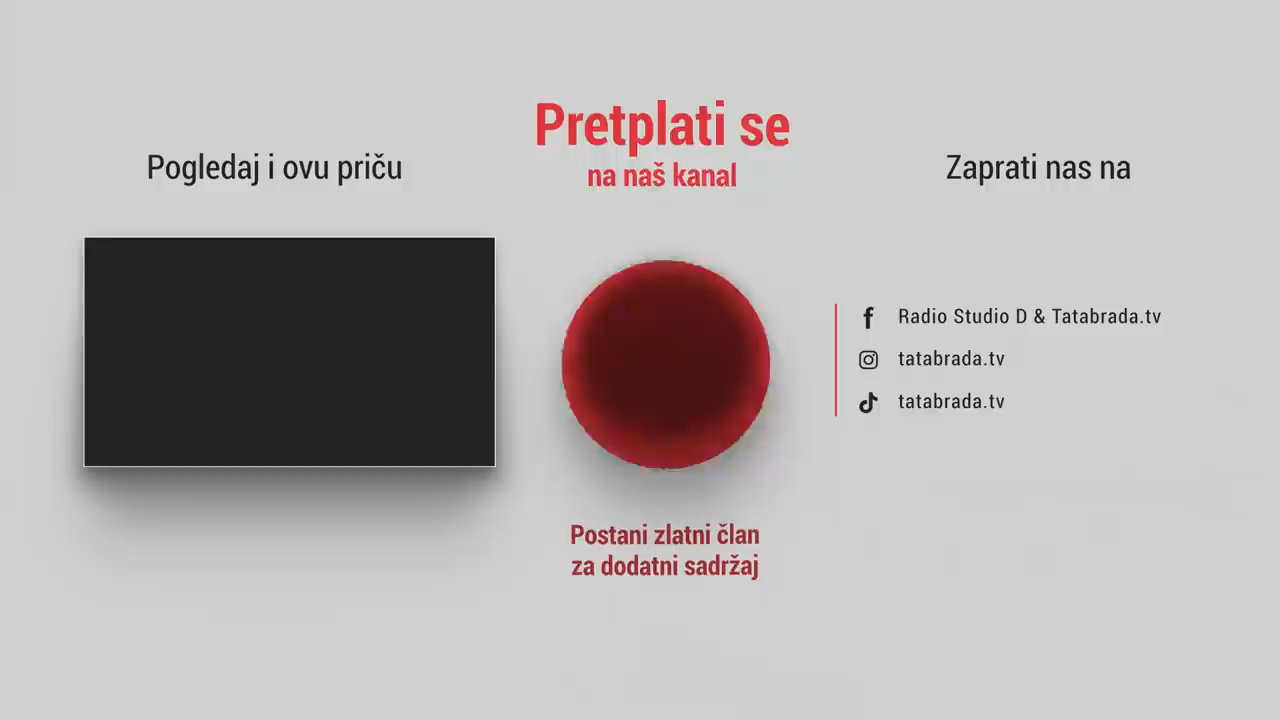 Pogledaj i ovu priču
Pretplati se
na naš kanal
Postani zlatni član
za dodatni sadržaj
Zaprati nas na
Radio Studio D & Tatabrada.tv
tatabrada.tv
tatabrada.tv